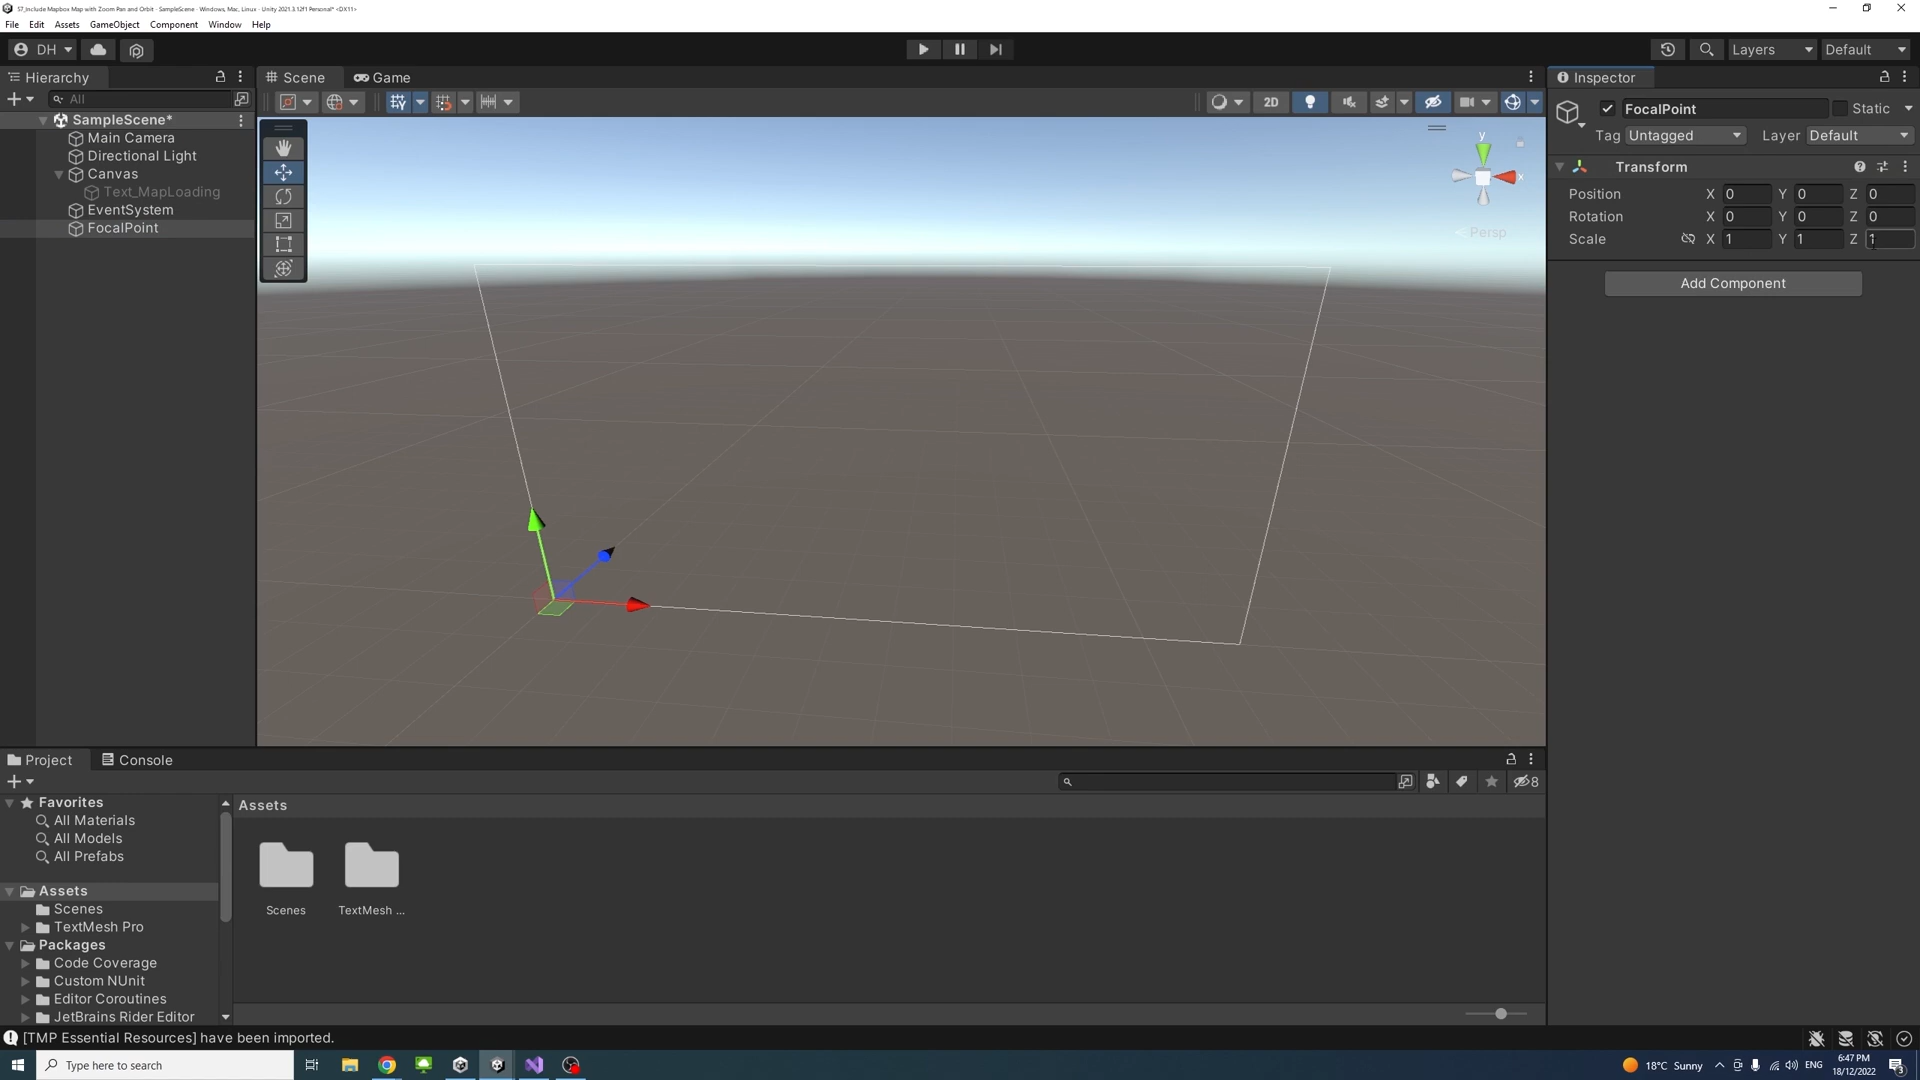 S7_Include Mapbox Map with Zoom Pan and Orbit - SampleScene - Windows, Mac, Linux - Unity 2021.3.12f1 Personal* <DX11>
File Edit Assets GameObject Component Window Help
DH
Layers Default
Hierarchy
All
SampleScene*
Main Camera
Directional Light
Canvas
Text_MapLoading
EventSystem
FocalPoint
Scene Game
2D
y
x
Persp
Inspector
FocalPoint Static
Tag Untagged Layer Default
Transform
Position X 0 Y 0 Z 0
Rotation X 0 Y 0 Z 0
Scale X 1 Y 1 Z 1
Add Component
Project Console
8
Favorites
All Materials
All Models
All Prefabs
Assets
Scenes
TextMesh Pro
Packages
Code Coverage
Custom NUnit
Editor Coroutines
JetBrains Rider Editor
Assets
Scenes TextMesh ...
[TMP Essential Resources] have been imported.
Type here to search
18°C Sunny ENG
6:47 PM
18/12/2022
3